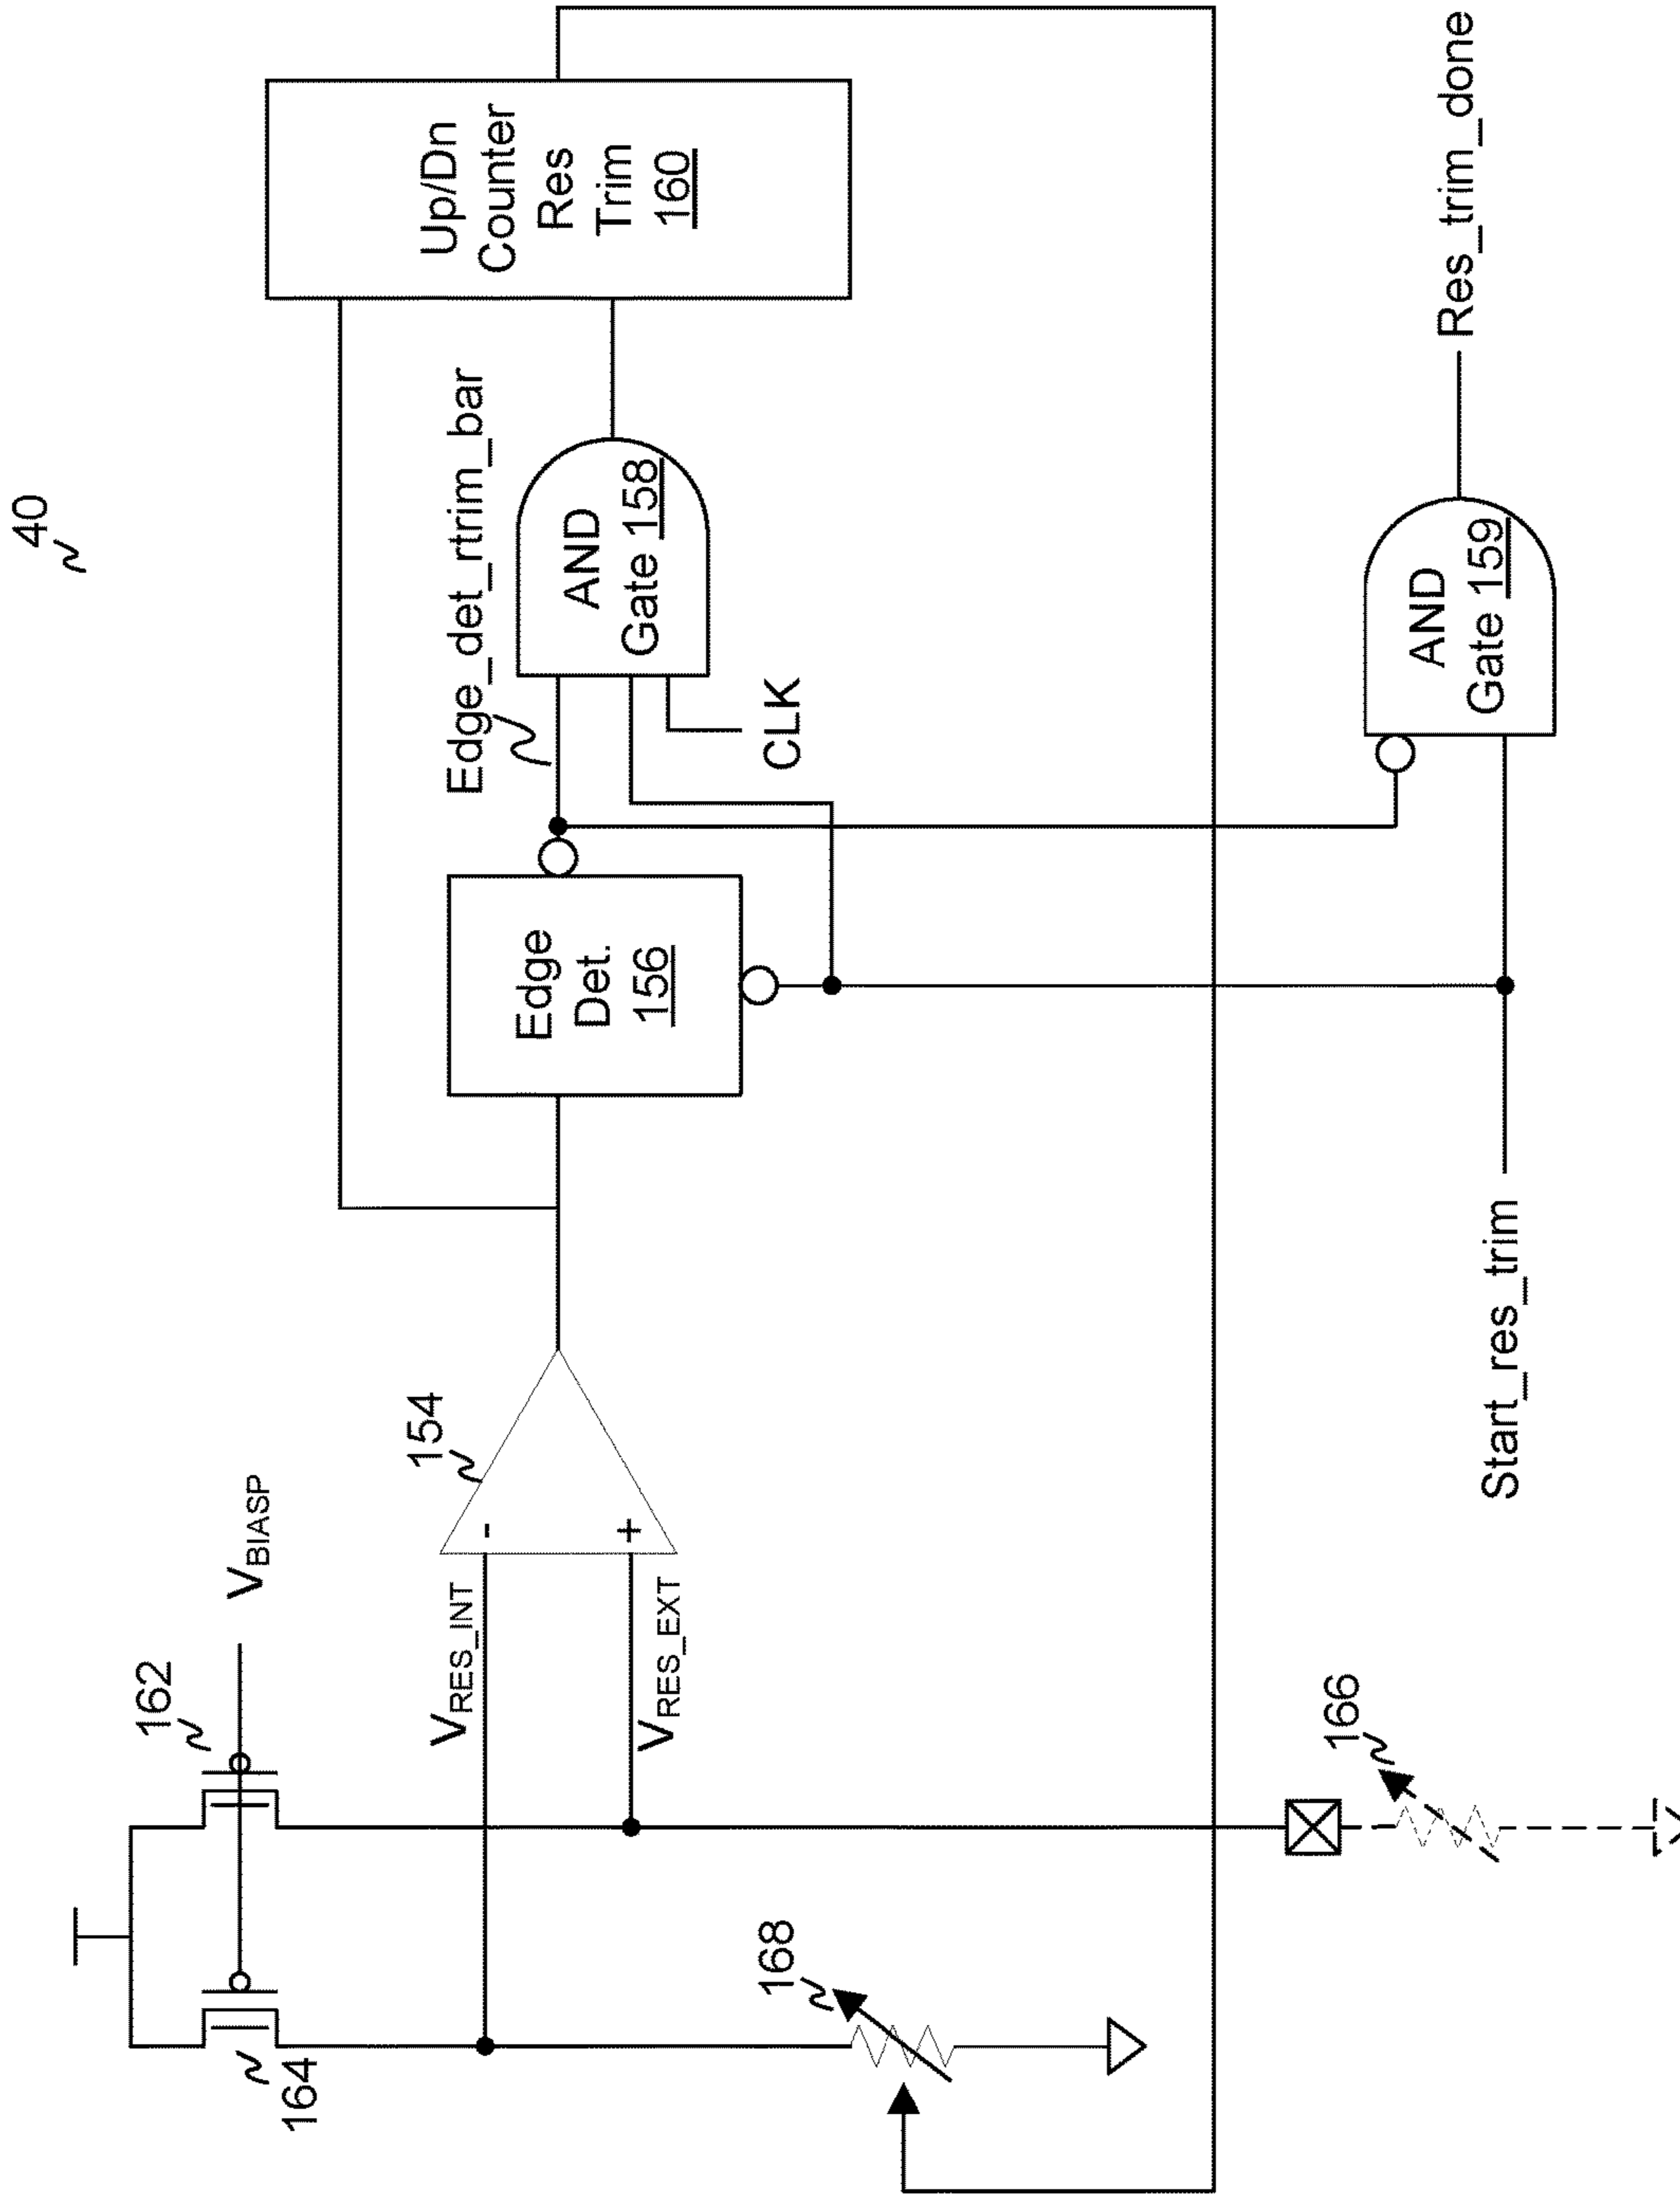 40
162
V_BIASP
164
154
V_RES_INT
V_RES_EXT
-
+
168
166
Edge
Det.
156
Edge_det_rtrim_bar
AND
Gate 158
CLK
Up/Dn
Counter
Res
Trim
160
Start_res_trim
AND
Gate 159
Res_trim_done